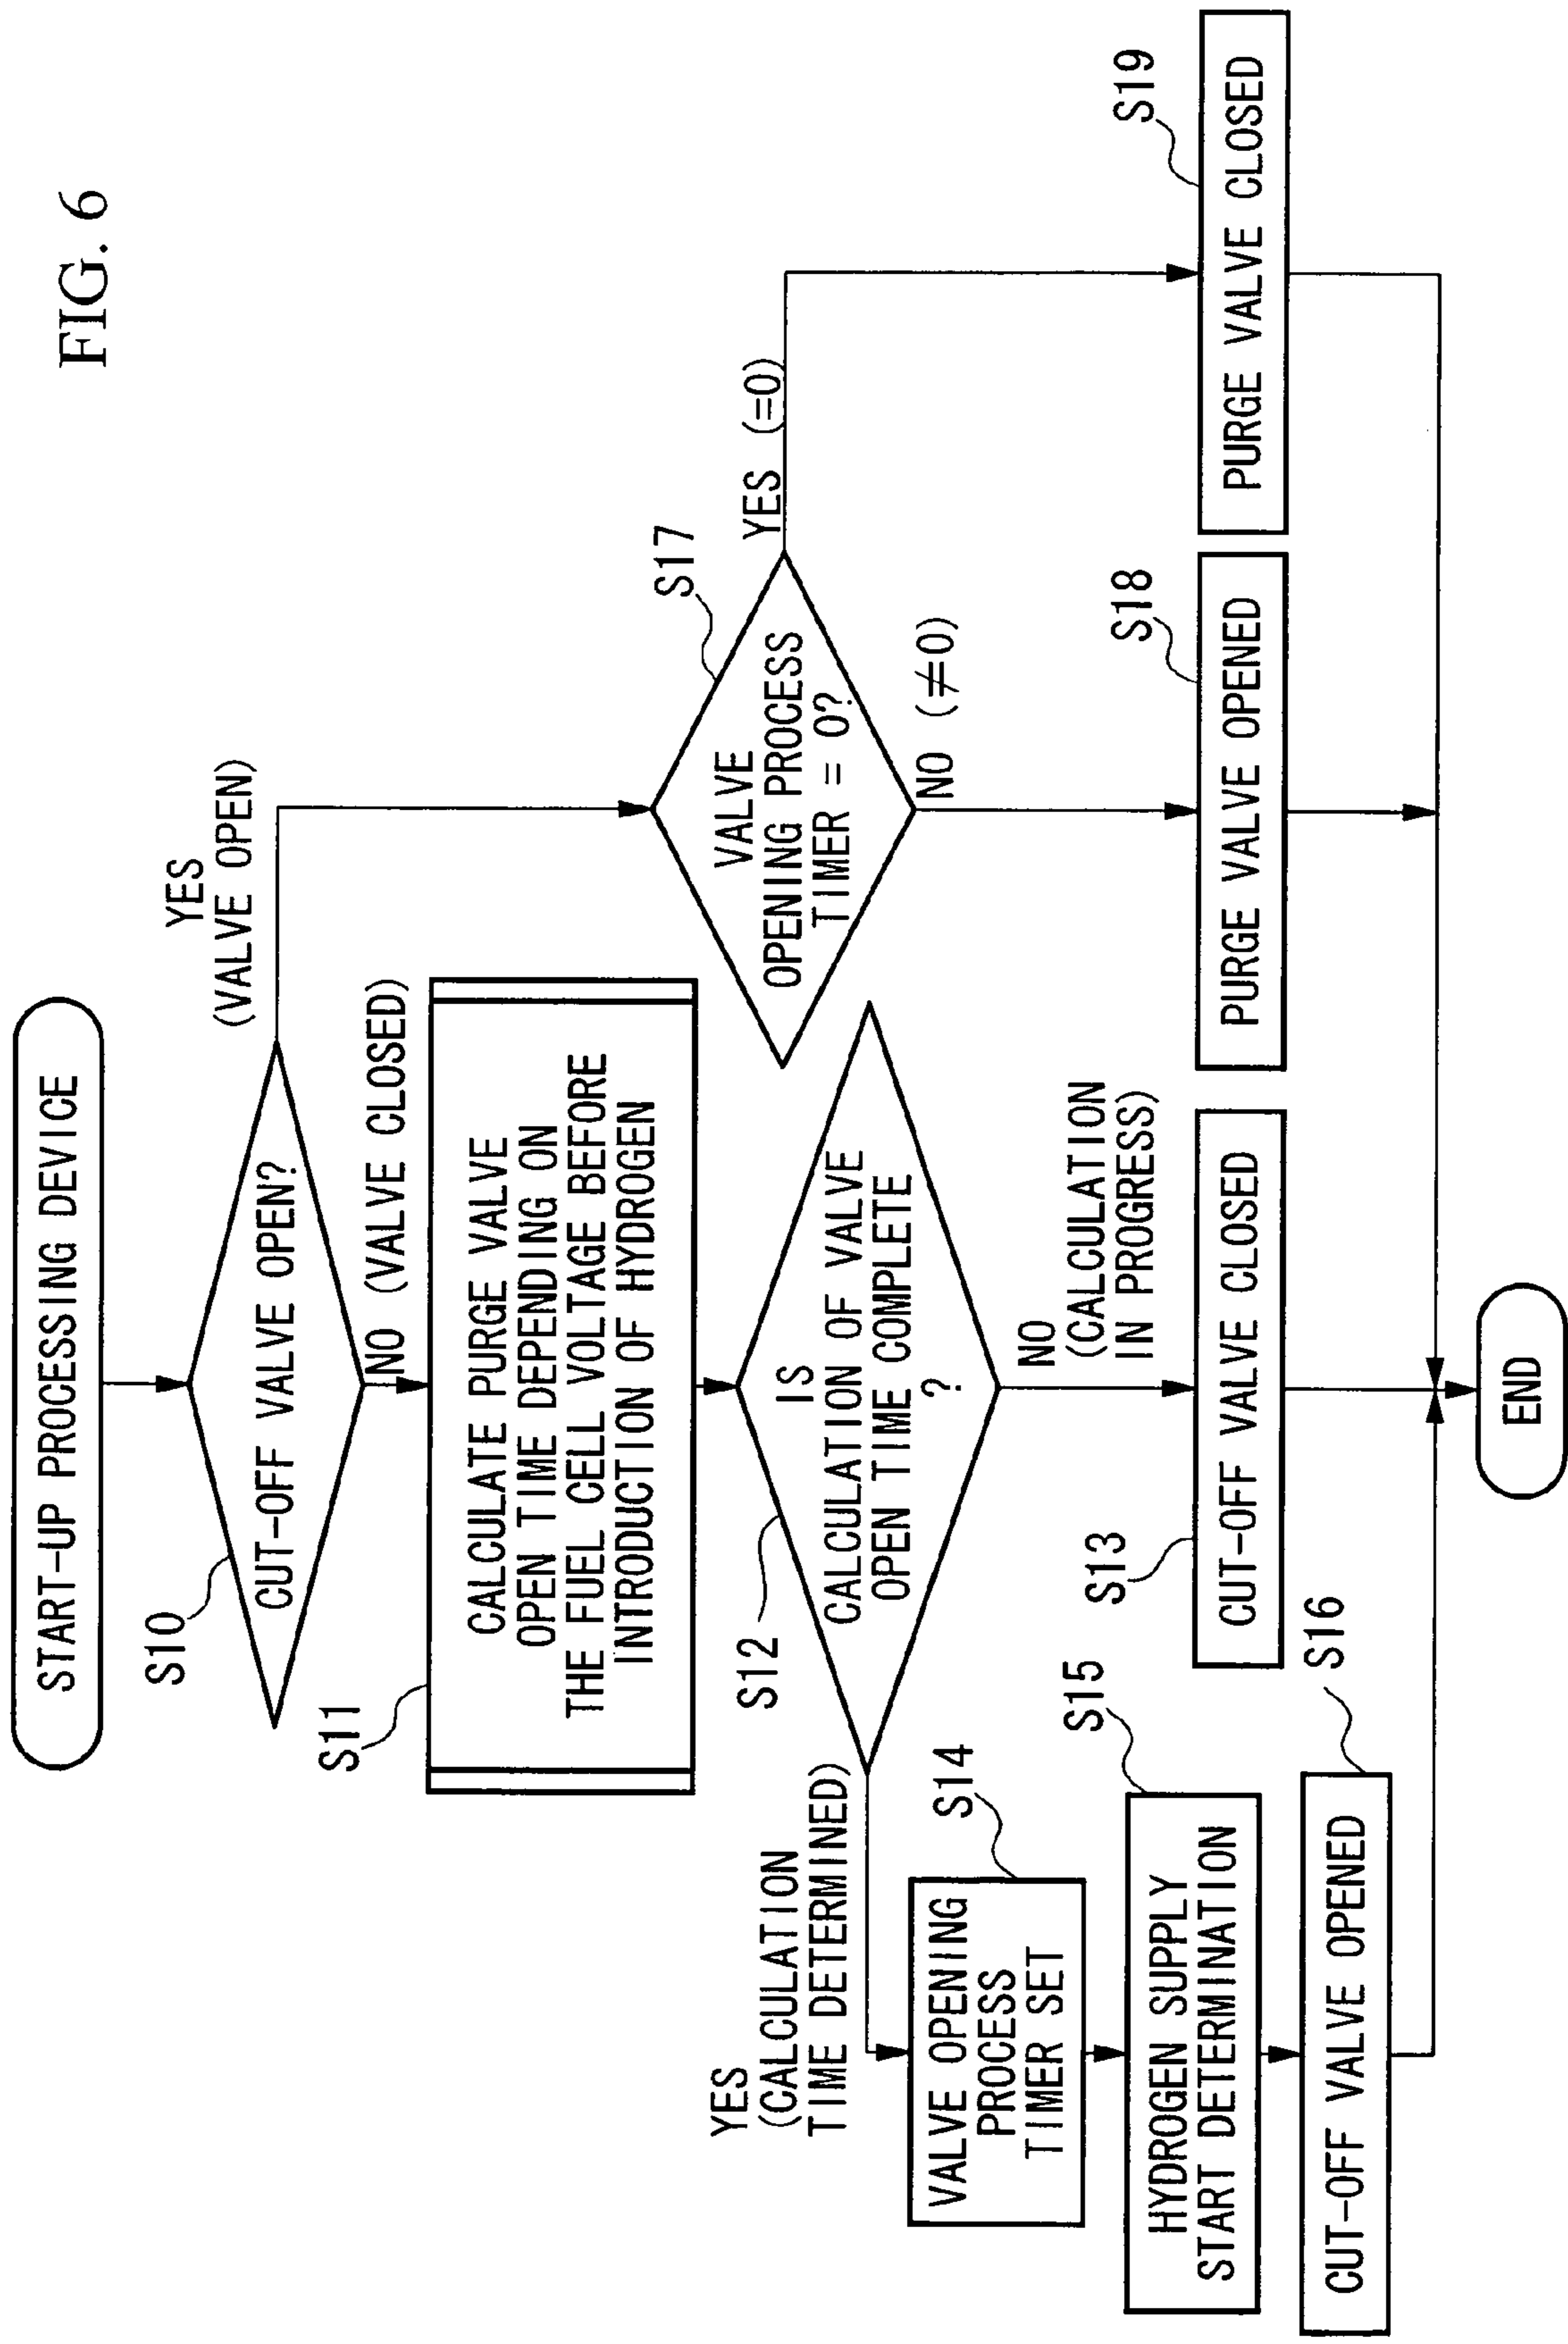 FIG. 6
START-UP PROCESSING DEVICE
S10
CUT-OFF VALVE OPEN?
YES
(VALVE OPEN)
NO (VALVE CLOSED)
S11
CALCULATE PURGE VALVE
OPEN TIME DEPENDING ON
THE FUEL CELL VOLTAGE BEFORE
INTRODUCTION OF HYDROGEN
S17
VALVE
OPENING PROCESS
TIMER = 0?
YES (=0)
NO (≠0)
S12
IS
CALCULATION OF VALVE
OPEN TIME COMPLETE
?
YES
(CALCULATION
TIME DETERMINED)
NO
(CALCULATION
IN PROGRESS)
S14
VALVE OPENING
PROCESS
TIMER SET
S15
HYDROGEN SUPPLY
START DETERMINATION
S16
CUT-OFF VALVE OPENED
S13
CUT-OFF VALVE CLOSED
S18
PURGE VALVE OPENED
S19
PURGE VALVE CLOSED
END